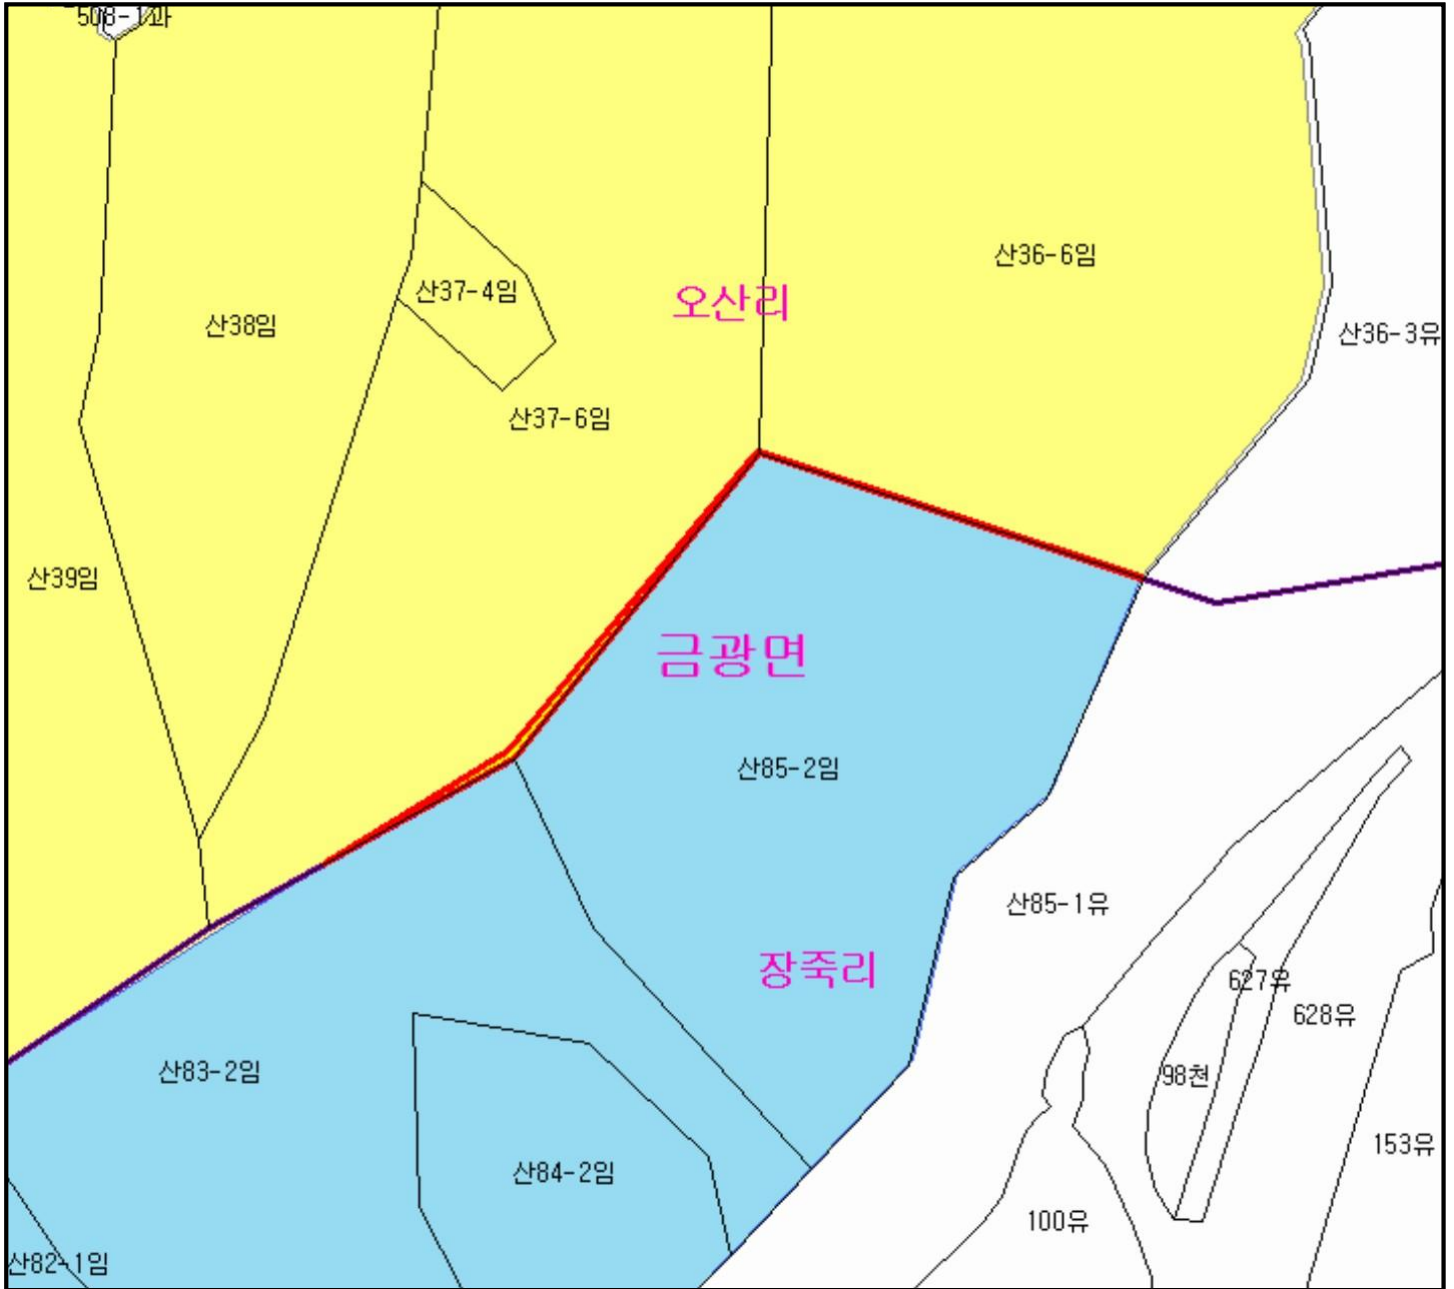 508-1과
산36-6임
산37-4임
오산리
산38임
산36-3유
산37-6임
산39임
금광면
산85-2임
산85-1유
장죽리
627유
628유
산83-2임
98천
153유
산84-2임
100유
산82-1임